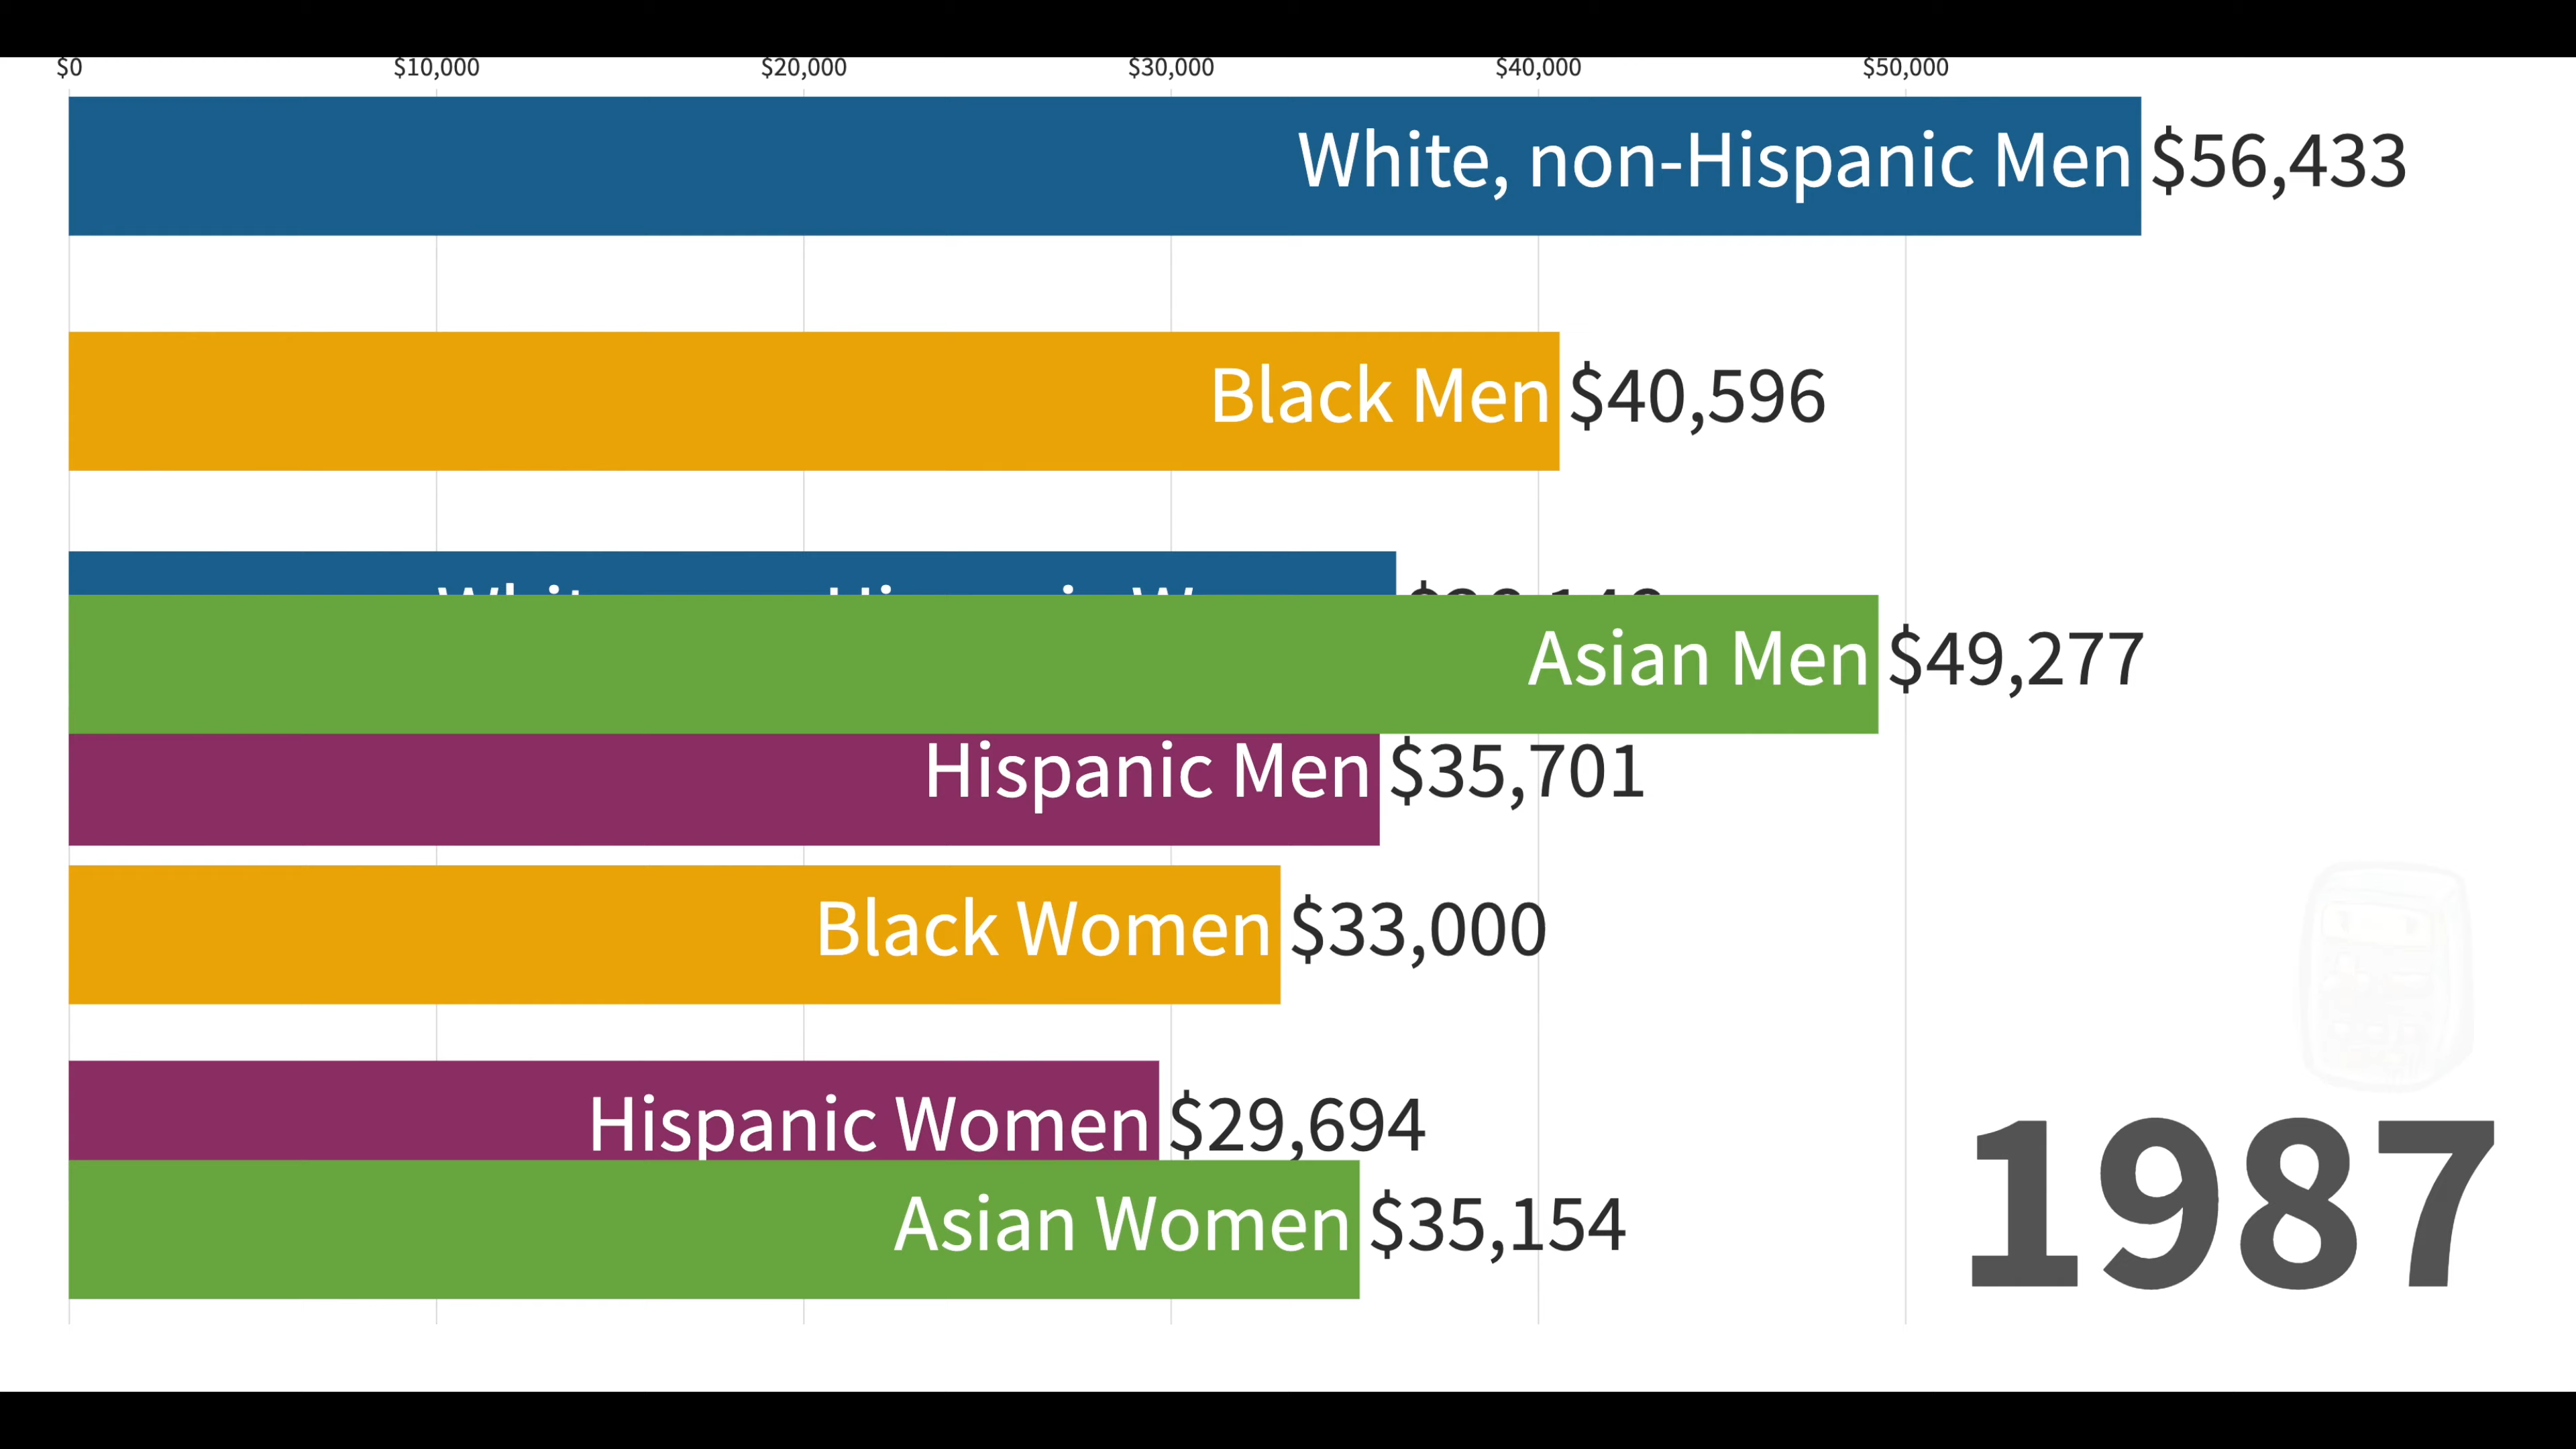 $0 $10,000 $20,000 $30,000 $40,000 $50,000
White, non-Hispanic Men $56,433
Black Men $40,596
Asian Men $49,277
Hispanic Men $35,701
Black Women $33,000
Hispanic Women $29,694
Asian Women $35,154
1987